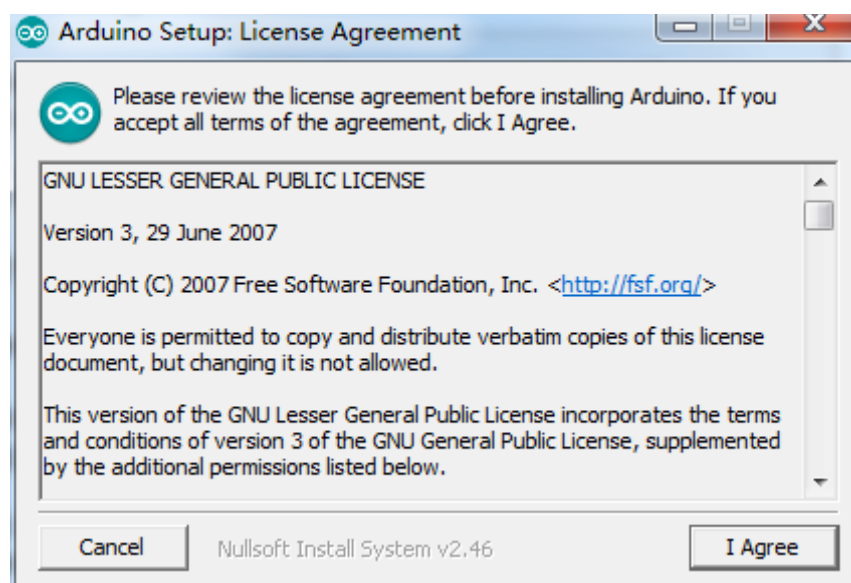 Arduino Setup: License Agreement
Please review the license agreement before installing Arduino. If you
accept all terms of the agreement, click I Agree.
GNU LESSER GENERAL PUBLIC LICENSE
Version 3, 29 June 2007
Copyright (C) 2007 Free Software Foundation, Inc. <http://fsf.org/>
Everyone is permitted to copy and distribute verbatim copies of this license
document, but changing it is not allowed.
This version of the GNU Lesser General Public License incorporates the terms
and conditions of version 3 of the GNU General Public License, supplemented
by the additional permissions listed below.
Cancel
Nullsoft Install System v2.46
I Agree